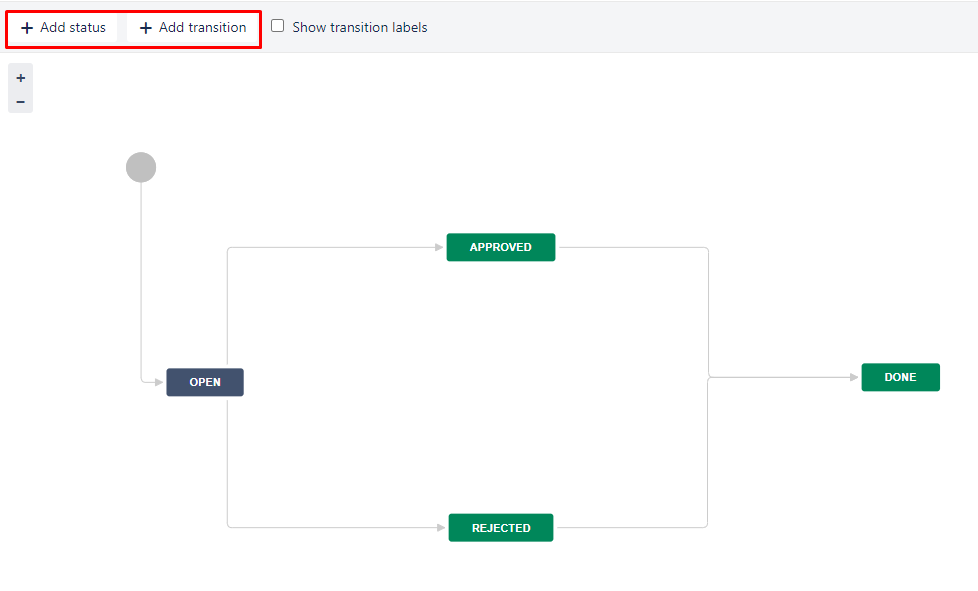 + Add status + Add transition Show transition labels
+
−
APPROVED
OPEN
DONE
REJECTED